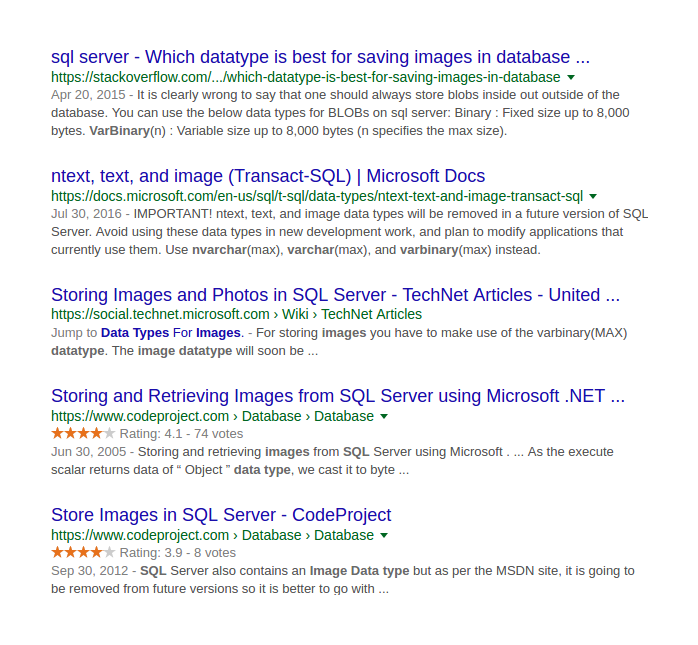 sql server - Which datatype is best for saving images in database ...
https://stackoverflow.com/.../which-datatype-is-best-for-saving-images-in-database
Apr 20, 2015 - It is clearly wrong to say that one should always store blobs inside out outside of the
database. You can use the below data types for BLOBs on sql server: Binary : Fixed size up to 8,000
bytes. VarBinary(n) : Variable size up to 8,000 bytes (n specifies the max size).
ntext, text, and image (Transact-SQL) | Microsoft Docs
https://docs.microsoft.com/en-us/sql/t-sql/data-types/ntext-text-and-image-transact-sql
Jul 30, 2016 - IMPORTANT! ntext, text, and image data types will be removed in a future version of SQL
Server. Avoid using these data types in new development work, and plan to modify applications that
currently use them. Use nvarchar(max), varchar(max), and varbinary(max) instead.
Storing Images and Photos in SQL Server - TechNet Articles - United ...
https://social.technet.microsoft.com › Wiki › TechNet Articles
Jump to Data Types For Images. - For storing images you have to make use of the varbinary(MAX)
datatype. The image datatype will soon be ...
Storing and Retrieving Images from SQL Server using Microsoft .NET ...
https://www.codeproject.com › Database › Database
Rating: 4.1 - 74 votes
Jun 30, 2005 - Storing and retrieving images from SQL Server using Microsoft . ... As the execute
scalar returns data of “ Object ” data type, we cast it to byte ...
Store Images in SQL Server - CodeProject
https://www.codeproject.com › Database › Database
Rating: 3.9 - 8 votes
Sep 30, 2012 - SQL Server also contains an Image Data type but as per the MSDN site, it is going to
be removed from future versions so it is better to go with ...